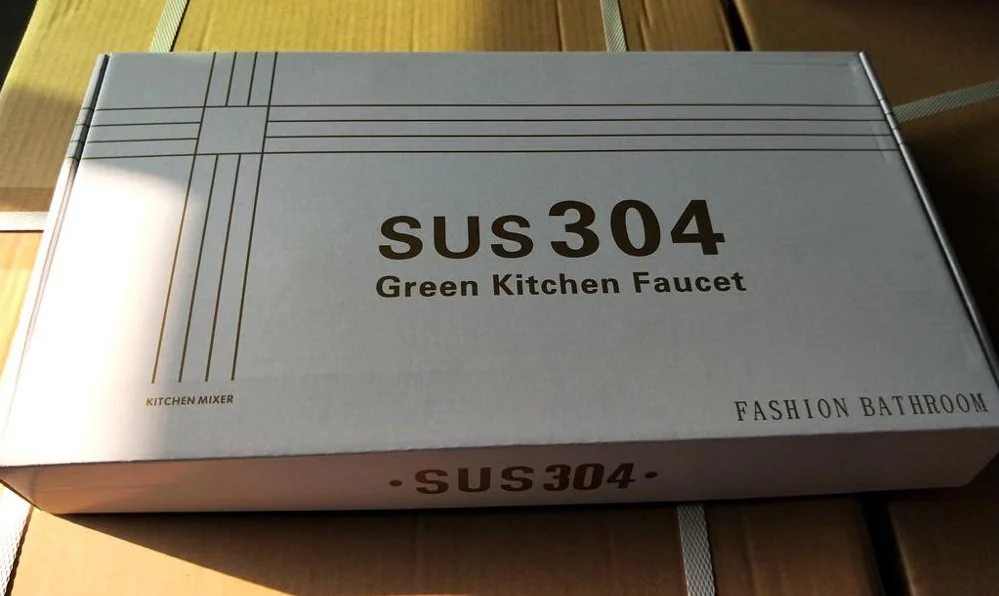 SUS304
Green Kitchen Faucet
KITCHEN MIXER
FASHION BATHROOM
·SUS304·